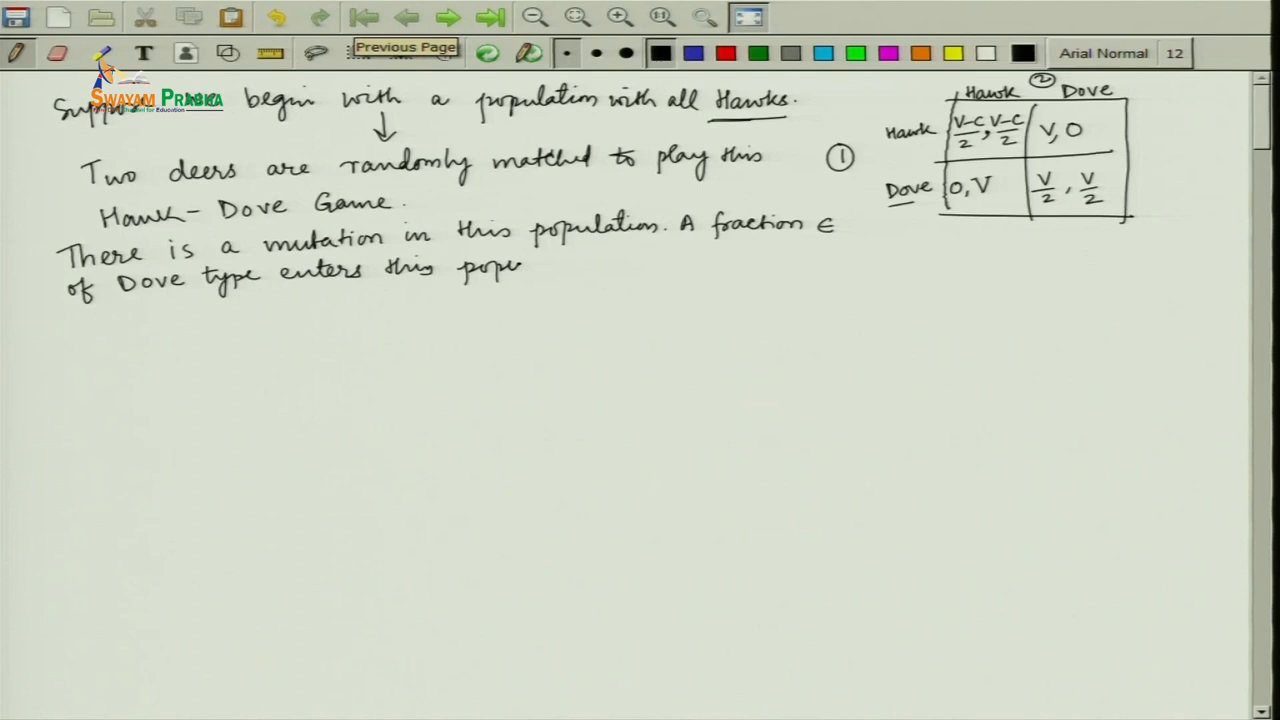 Previous Page
Arial Normal 12
SWAYAM PRABHA
begin with a population with all Hawks.
Two deers are randomly matched to play this
Hawk-Dove Game.
There is a mutation in this population. A fraction ∈
of Dove type enters this popu
②
Hawk Dove
Hawk V-C/2, V-C/2 V, 0
①
Dove 0, V V/2, V/2